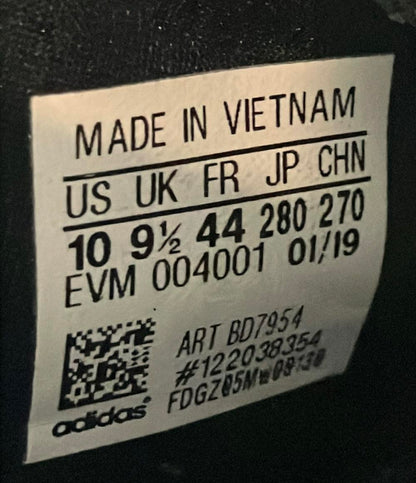 MADE IN VIETNAM
US UK FR JP CHN
10 9½ 44 280 270
EVM 004001 01/19
ART BD7954
#122038354
adidas®